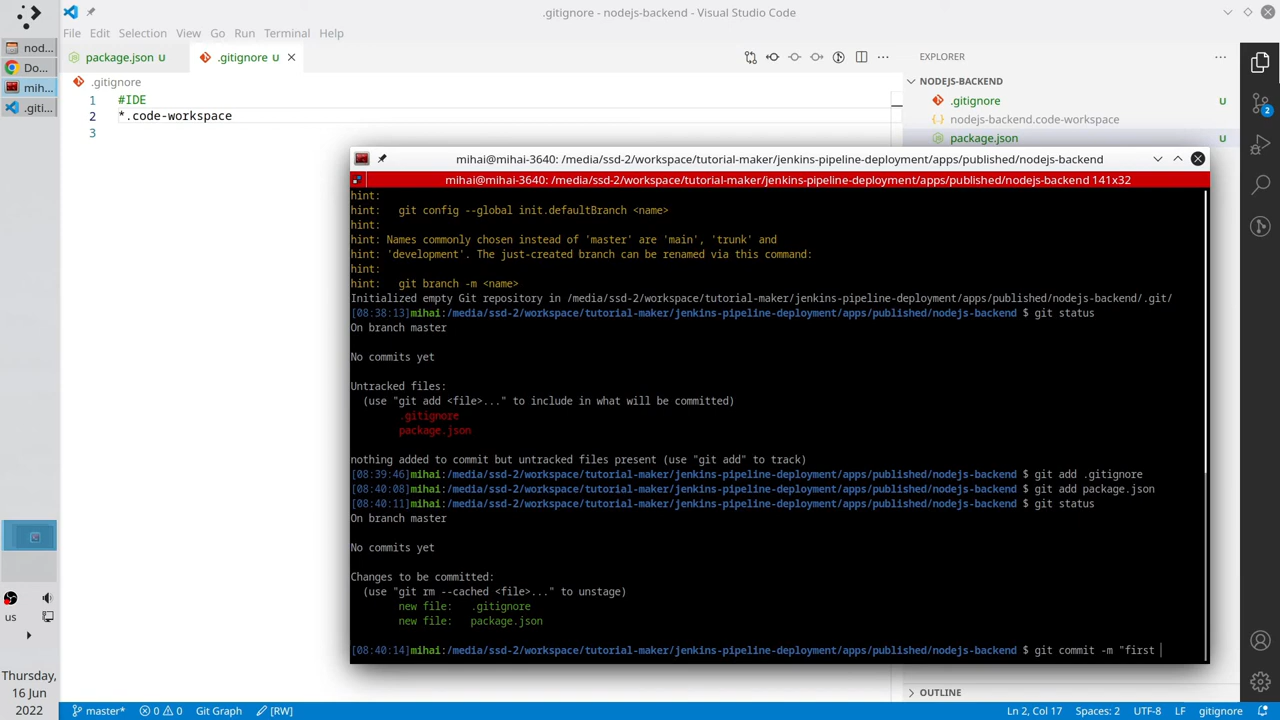 .gitignore - nodejs-backend - Visual Studio Code
File Edit Selection View Go Run Terminal Help
nod...
Do...
mih...
.giti...
package.json U
.gitignore U
.gitignore
1 #IDE
2 *.code-workspace
3
EXPLORER
NODEJS-BACKEND
.gitignore U
nodejs-backend.code-workspace
package.json U
2
mihai@mihai-3640: /media/ssd-2/workspace/tutorial-maker/jenkins-pipeline-deployment/apps/published/nodejs-backend
mihai@mihai-3640: /media/ssd-2/workspace/tutorial-maker/jenkins-pipeline-deployment/apps/published/nodejs-backend 141x32
hint:
hint:   git config --global init.defaultBranch <name>
hint:
hint: Names commonly chosen instead of 'master' are 'main', 'trunk' and
hint: 'development'. The just-created branch can be renamed via this command:
hint:
hint:   git branch -m <name>
Initialized empty Git repository in /media/ssd-2/workspace/tutorial-maker/jenkins-pipeline-deployment/apps/published/nodejs-backend/.git/
[08:38:13]mihai:/media/ssd-2/workspace/tutorial-maker/jenkins-pipeline-deployment/apps/published/nodejs-backend $ git status
On branch master
No commits yet
Untracked files:
(use "git add <file>..." to include in what will be committed)
.gitignore
package.json
nothing added to commit but untracked files present (use "git add" to track)
[08:39:46]mihai:/media/ssd-2/workspace/tutorial-maker/jenkins-pipeline-deployment/apps/published/nodejs-backend $ git add .gitignore
[08:40:08]mihai:/media/ssd-2/workspace/tutorial-maker/jenkins-pipeline-deployment/apps/published/nodejs-backend $ git add package.json
[08:40:11]mihai:/media/ssd-2/workspace/tutorial-maker/jenkins-pipeline-deployment/apps/published/nodejs-backend $ git status
On branch master
No commits yet
Changes to be committed:
(use "git rm --cached <file>..." to unstage)
new file:   .gitignore
new file:   package.json
[08:40:14]mihai:/media/ssd-2/workspace/tutorial-maker/jenkins-pipeline-deployment/apps/published/nodejs-backend $ git commit -m "first
us
Thursday,
16 Jun
2022
OUTLINE
master* 0 0 Git Graph [RW]
Ln 2, Col 17 Spaces: 2 UTF-8 LF gitignore